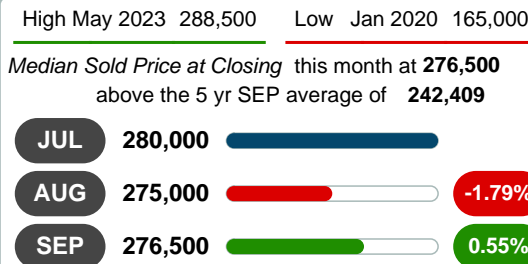 High May 2023 288,500 Low Jan 2020 165,000
Median Sold Price at Closing this month at 276,500
above the 5 yr SEP average of 242,409
JUL 280,000
AUG 275,000 -1.79%
SEP 276,500 0.55%